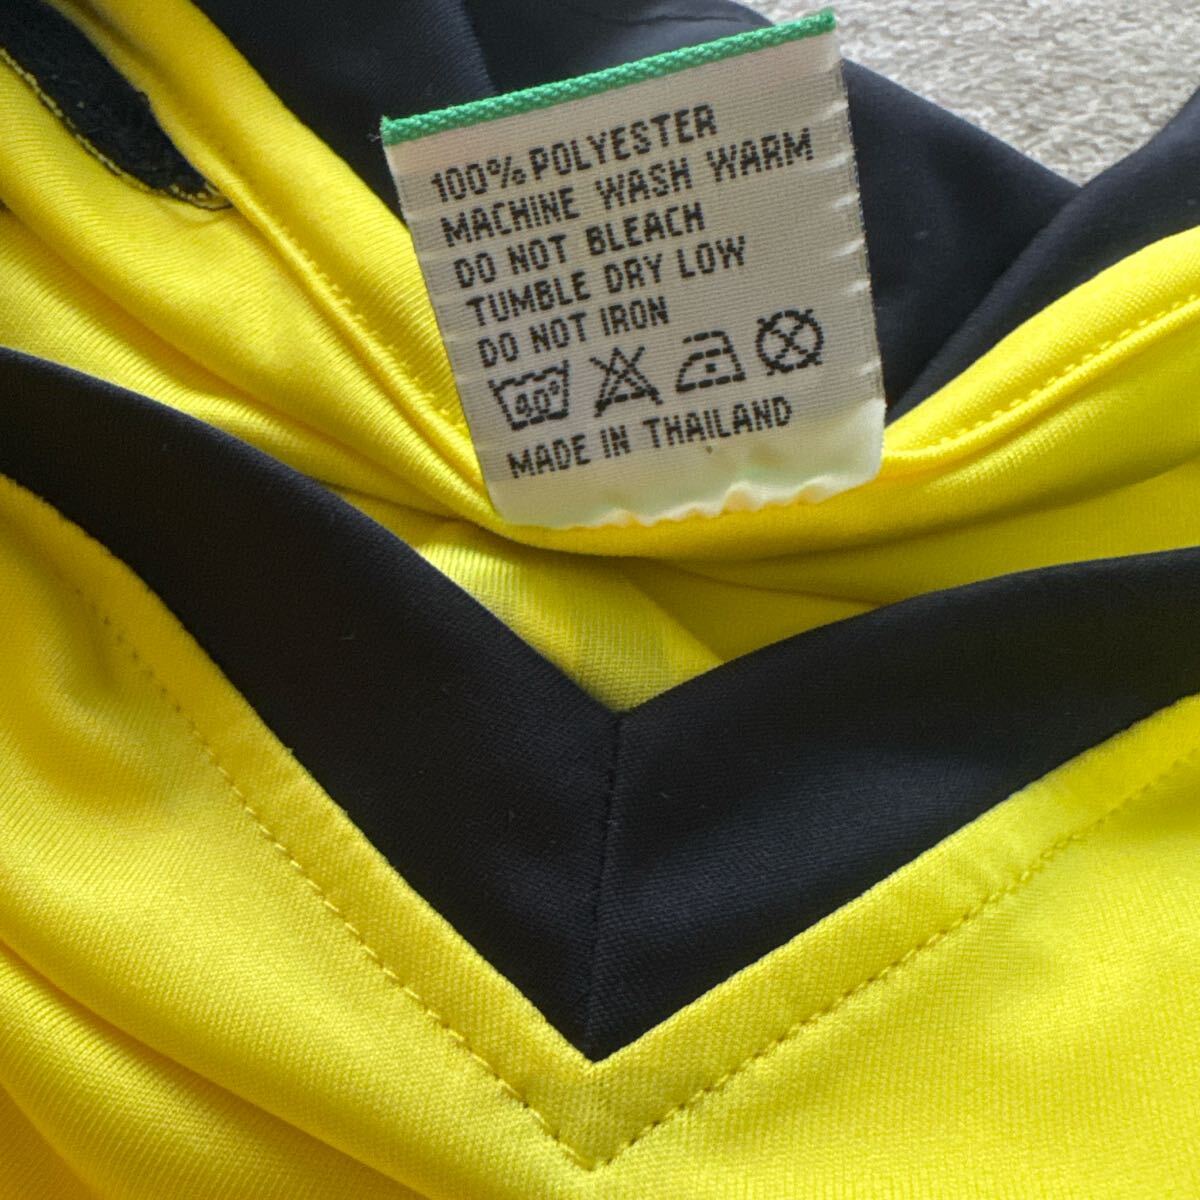 100% POLYESTER
MACHINE WASH WARM
DO NOT BLEACH
TUMBLE DRY LOW
DO NOT IRON
40°
MADE IN THAILAND